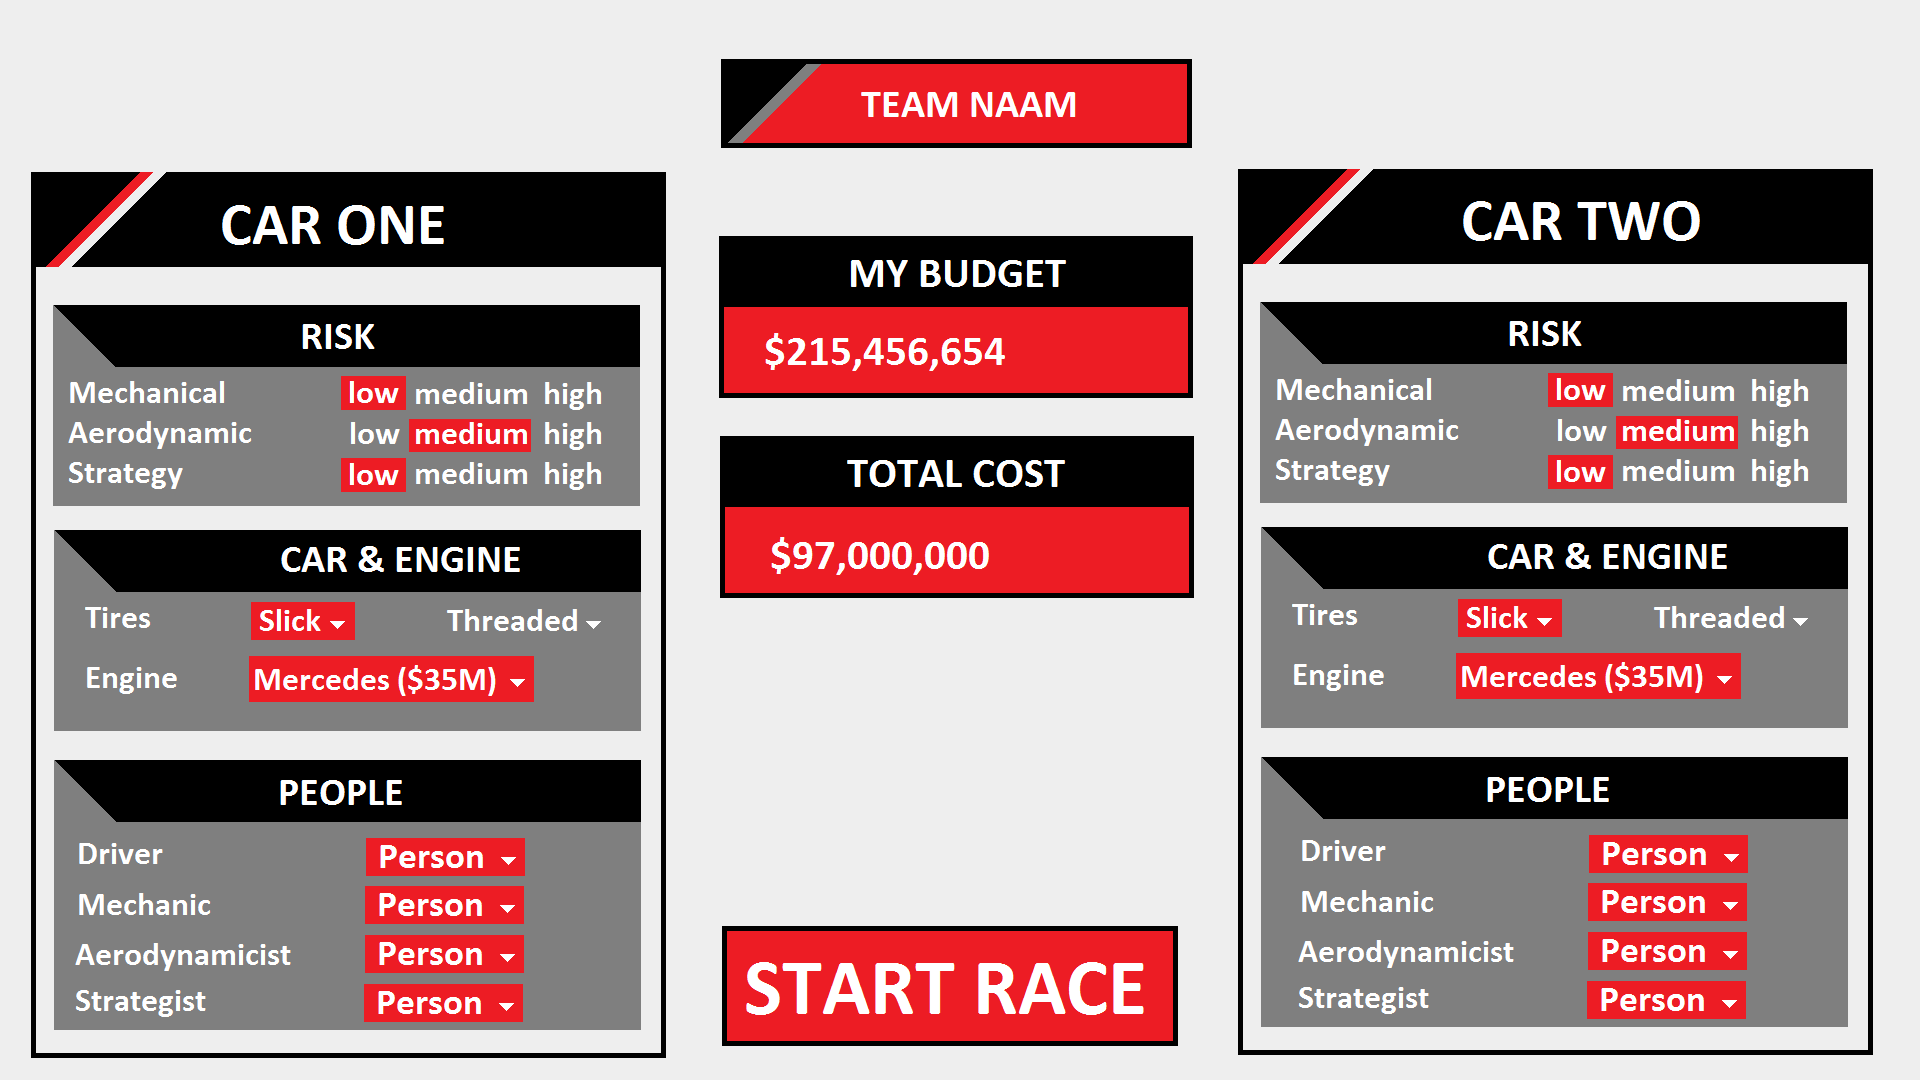 TEAM NAAM
CAR ONE
RISK
Mechanical low medium high
Aerodynamic low medium high
Strategy low medium high
CAR & ENGINE
Tires Slick Threaded
Engine Mercedes ($35M)
PEOPLE
Driver Person
Mechanic Person
Aerodynamicist Person
Strategist Person
MY BUDGET
$215,456,654
TOTAL COST
$97,000,000
START RACE
CAR TWO
RISK
Mechanical low medium high
Aerodynamic low medium high
Strategy low medium high
CAR & ENGINE
Tires Slick Threaded
Engine Mercedes ($35M)
PEOPLE
Driver Person
Mechanic Person
Aerodynamicist Person
Strategist Person